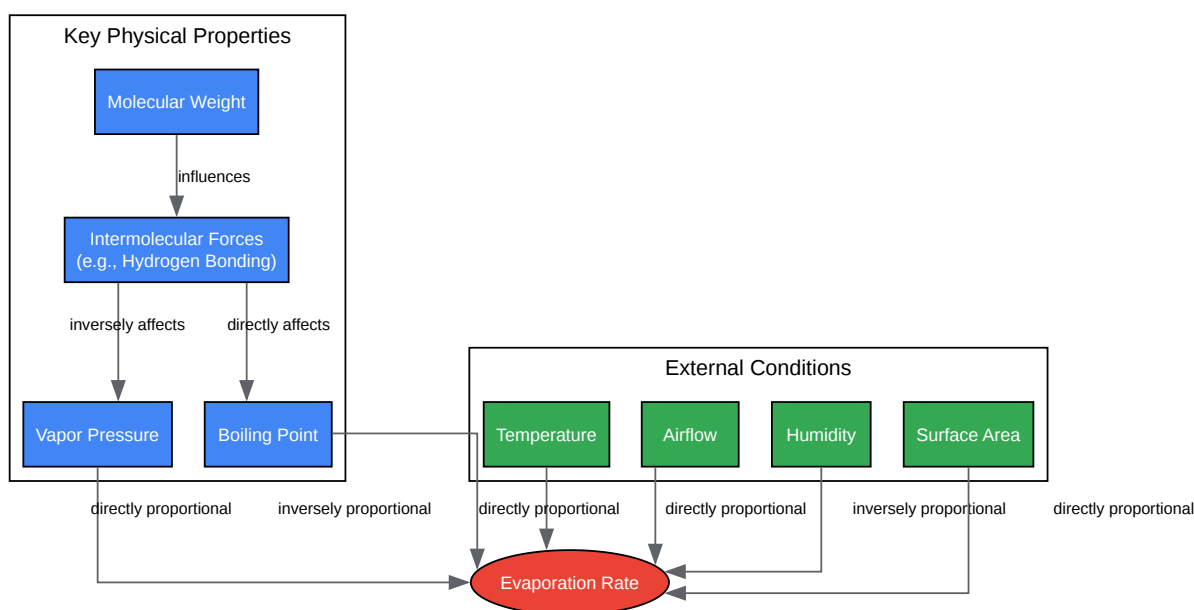 Key Physical Properties
Molecular Weight
influences
Intermolecular Forces
(e.g., Hydrogen Bonding)
inversely affects
directly affects
External Conditions
Vapor Pressure
Boiling Point
Temperature
Airflow
Humidity
Surface Area
directly proportional
inversely proportional
directly proportional
directly proportional
inversely proportional
directly proportional
Evaporation Rate